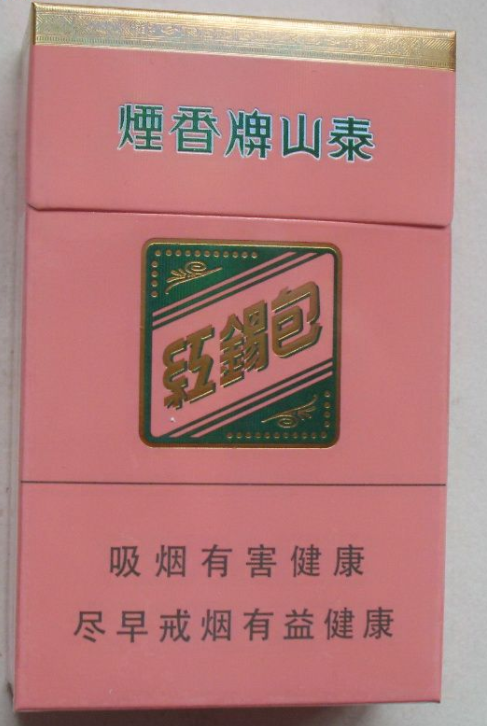 泰山牌香煙
紅錫包
吸烟有害健康
尽早戒烟有益健康